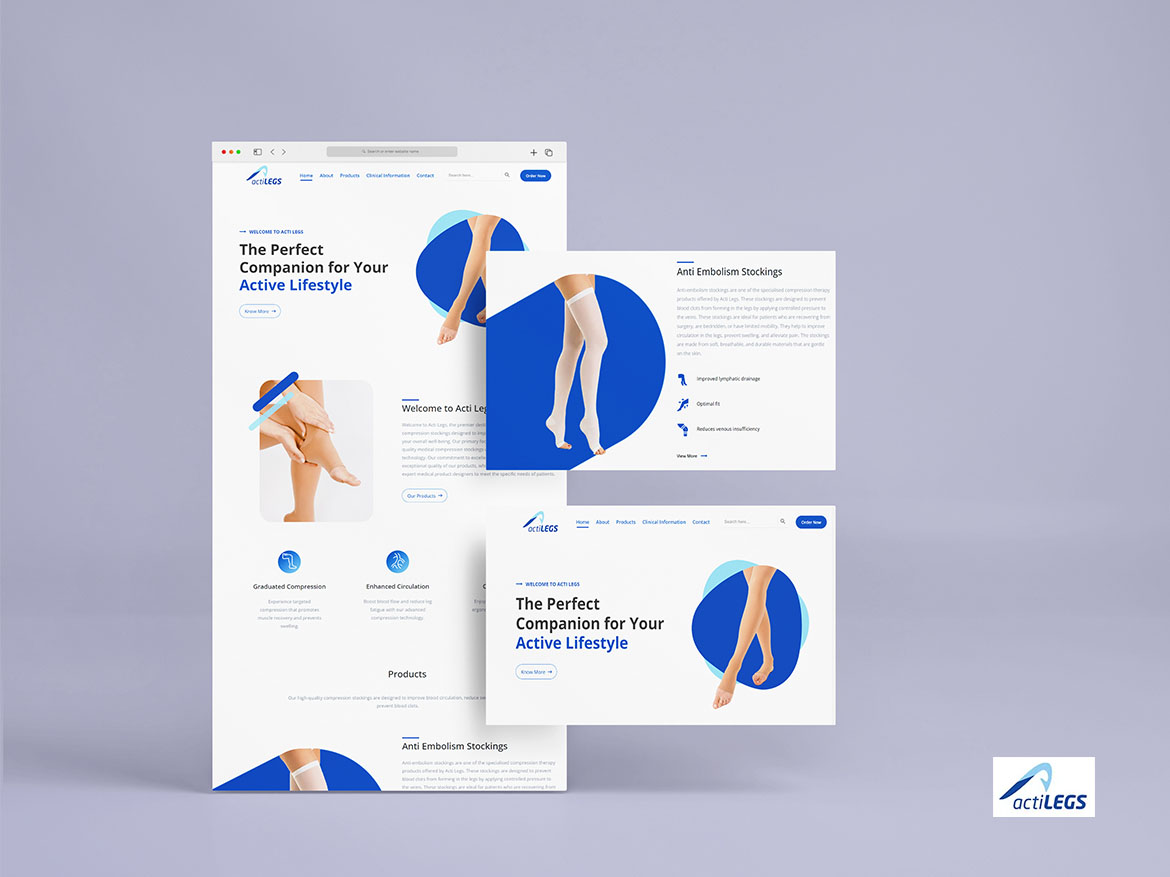 Search or enter website name
actiLEGS
Home About Products Clinical Information Contact Search here... Order Now
WELCOME TO ACTI LEGS
The Perfect
Companion for Your
Active Lifestyle
Know More
Welcome to Acti Leg
Welcome to Acti Legs, the premier des
compression stockings designed to imp
your overall well-being. Our primary fo
quality medical compression stockings
technology. Our commitment to excelle
exceptional quality of our products, wh
expert medical product designers to meet the specific needs of patients.
Our Products
Graduated Compression
Experience targeted
compression that promotes
muscle recovery and prevents
swelling.
Enhanced Circulation
Boost blood flow and reduce leg
fatigue with our advanced
compression technology.
C
Enjoy
ergono
Products
Our high-quality compression stockings are designed to improve blood circulation, reduce sw
prevent blood clots.
Anti Embolism Stockings
Anti-embolism stockings are one of the specialised compression therapy
products offered by Acti Legs. These stockings are designed to prevent
blood clots from forming in the legs by applying controlled pressure to
the veins. These stockings are ideal for patients who are recovering from
Anti Embolism Stockings
Anti-embolism stockings are one of the specialised compression therapy
products offered by Acti Legs. These stockings are designed to prevent
blood clots from forming in the legs by applying controlled pressure to
the veins. These stockings are ideal for patients who are recovering from
surgery, are bedridden, or have limited mobility. They help to improve
circulation in the legs, prevent swelling, and alleviate pain. The stockings
are made from soft, breathable, and durable materials that are gentle
on the skin.
Improved lymphatic drainage
Optimal fit
Reduces venous insufficiency
View More
actiLEGS
Home About Products Clinical Information Contact Search here... Order Now
WELCOME TO ACTI LEGS
The Perfect
Companion for Your
Active Lifestyle
Know More
actiLEGS